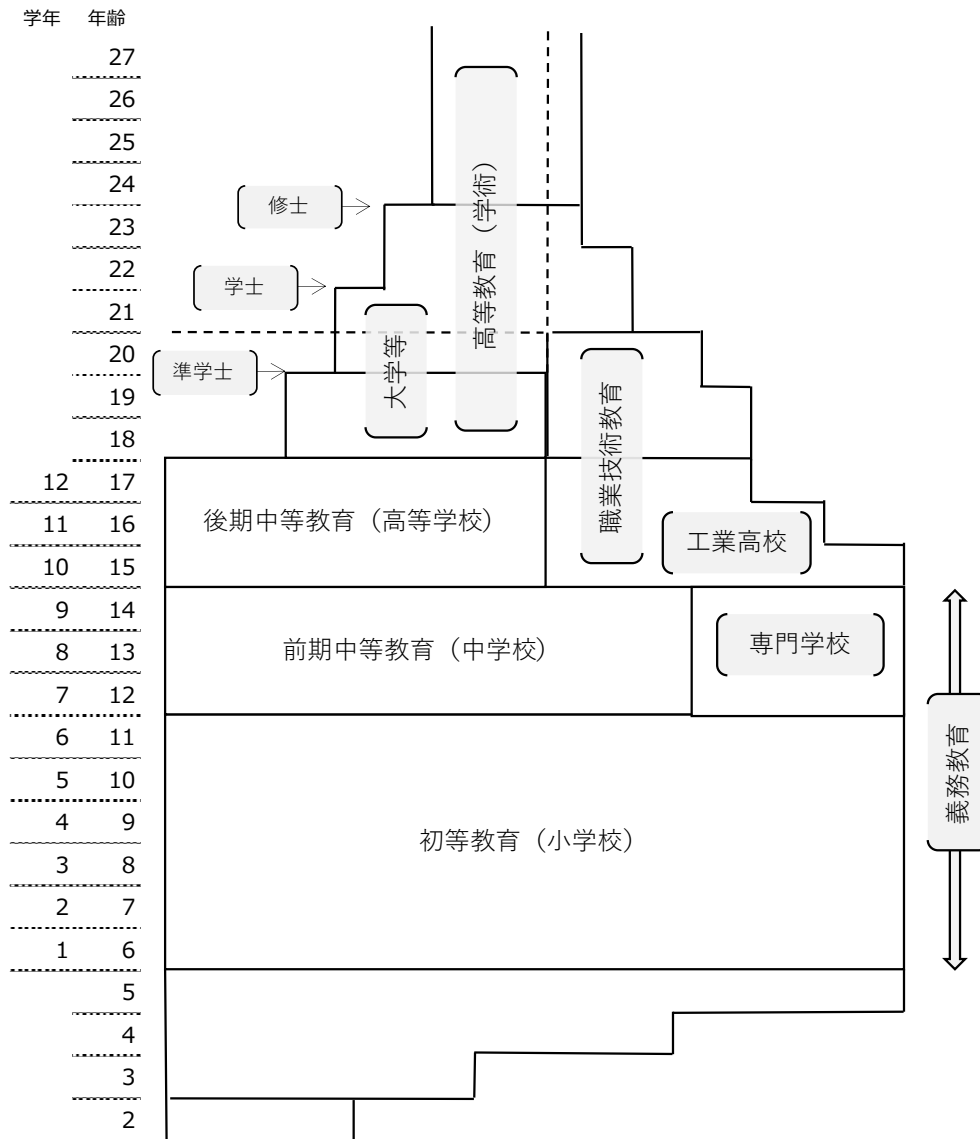 学年 年齢
27
26
25
24
修士
23
22
学士
21
高等教育（学術）
大学等
20
準学士
19
18
職業技術教育
12 17
後期中等教育（高等学校）
11 16
工業高校
10 15
9 14
8 13
前期中等教育（中学校）
専門学校
7 12
6 11
5 10
義務教育
4 9
初等教育（小学校）
3 8
2 7
1 6
5
4
3
2